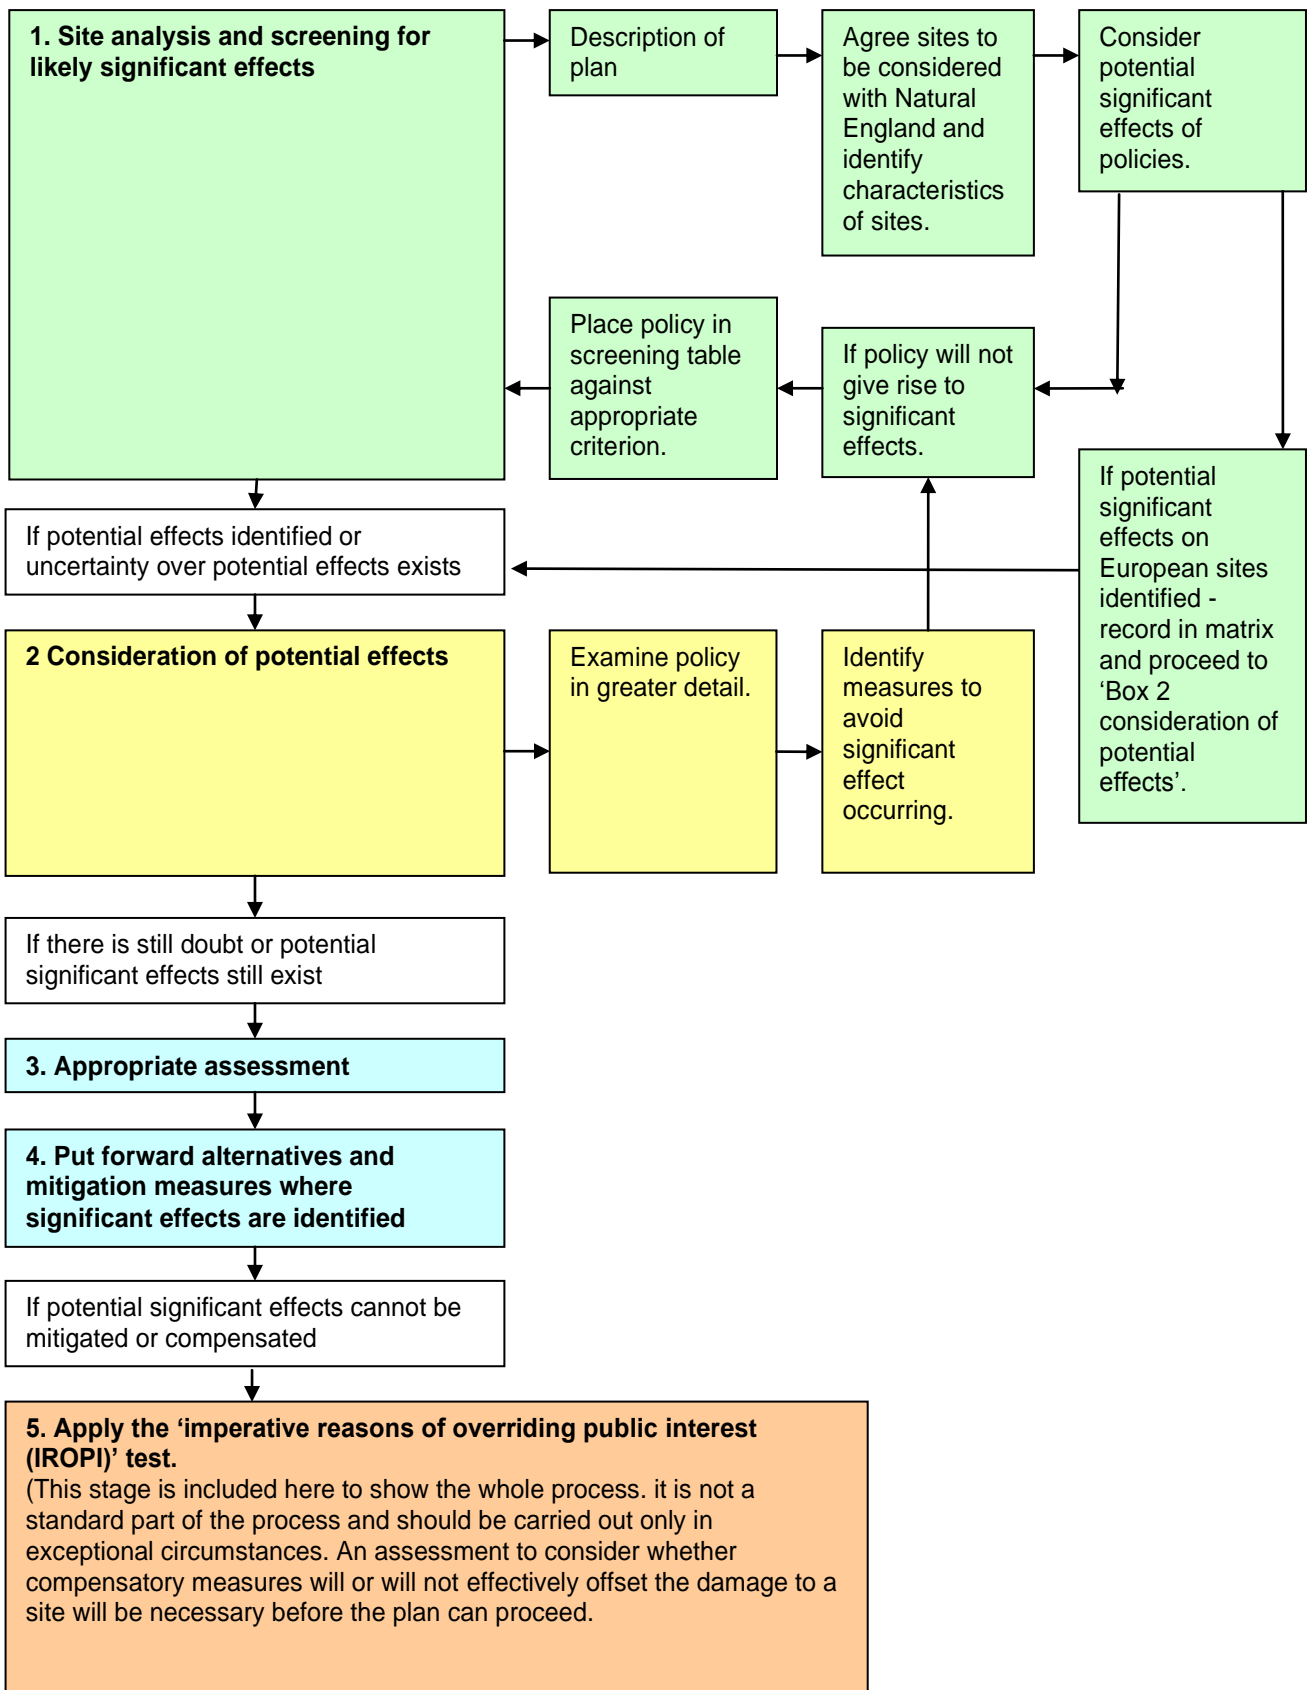 1. Site analysis and screening for
likely significant effects
Description of
plan
Agree sites to
be considered
with Natural
England and
identify
characteristics
of sites.
Consider
potential
significant
effects of
policies.
Place policy in
screening table
against
appropriate
criterion.
If policy will not
give rise to
significant
effects.
If potential
significant
effects on
European sites
identified -
record in matrix
and proceed to
‘Box 2
consideration of
potential
effects’.
If potential effects identified or
uncertainty over potential effects exists
2 Consideration of potential effects
Examine policy
in greater detail.
Identify
measures to
avoid
significant
effect
occurring.
If there is still doubt or potential
significant effects still exist
3. Appropriate assessment
4. Put forward alternatives and
mitigation measures where
significant effects are identified
If potential significant effects cannot be
mitigated or compensated
5. Apply the ‘imperative reasons of overriding public interest
(IROPI)’ test.
(This stage is included here to show the whole process. it is not a
standard part of the process and should be carried out only in
exceptional circumstances. An assessment to consider whether
compensatory measures will or will not effectively offset the damage to a
site will be necessary before the plan can proceed.